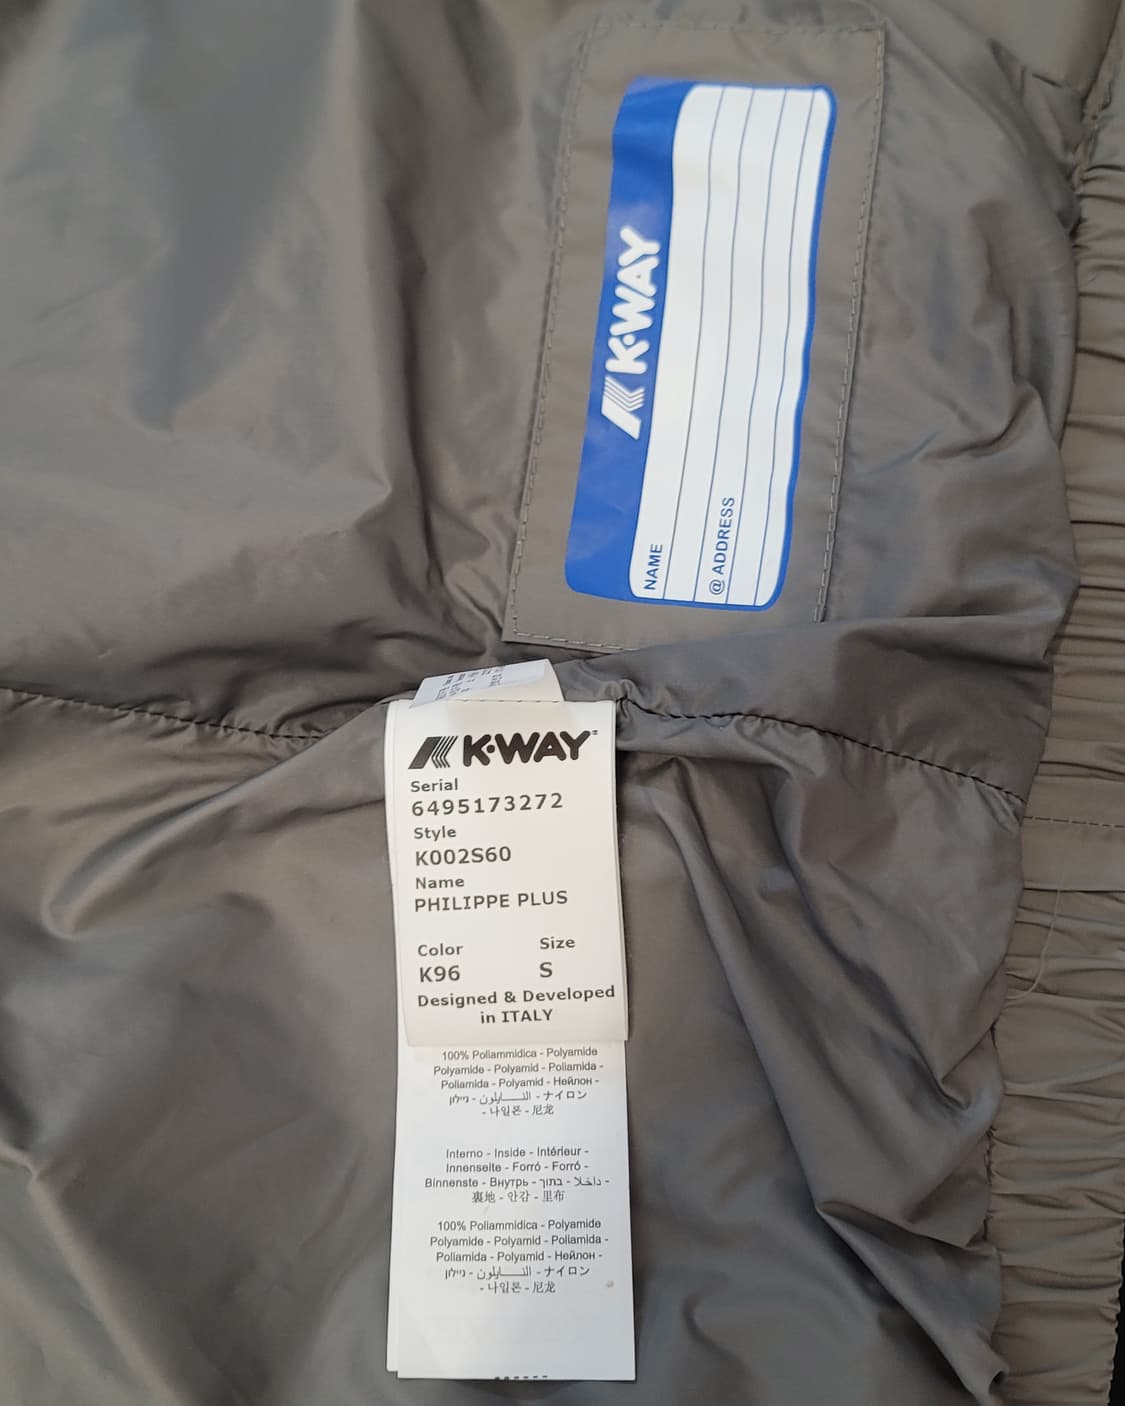 K·WAY
NAME
@ ADDRESS
K·WAY®
Serial
6495173272
Style
K002S60
Name
PHILIPPE PLUS
Color Size
K96 S
Designed & Developed
in ITALY
100% Poliammidica - Polyamide
Polyamide - Polyamid - Poliamida -
Poliamida - Polyamid - Нейлон -
ナイロン - النـــايلون - ניילון
- 나일론 - 尼龙
Interno - Inside - Intérieur -
Innenseite - Forró - Forró -
Binnenste - Внутрь - בתוך - داخلا -
裏地 - 안감 - 里布
100% Poliammidica - Polyamide
Polyamide - Polyamid - Poliamida -
Poliamida - Polyamid - Нейлон -
ナイロン - النـــايلون - ניילון
- 나일론 - 尼龙